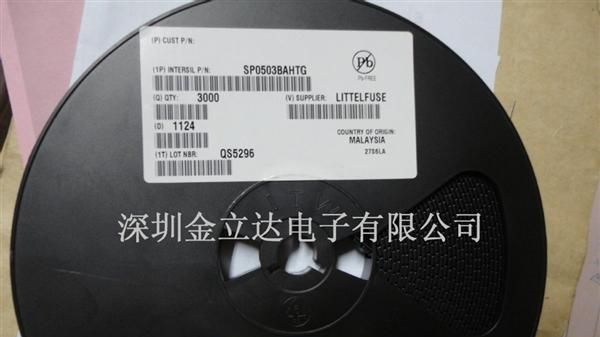 (P) CUST P/N:
(1P) INTERSIL P/N: SP0503BAHTG
Pb
Pb-FREE
(Q) QTY: 3000 (V) SUPPLIER: LITTELFUSE
(D) 1124
COUNTRY OF ORIGIN:
MALAYSIA
(1T) LOT NBR: QS5296
27S6LA
深圳金立达电子有限公司